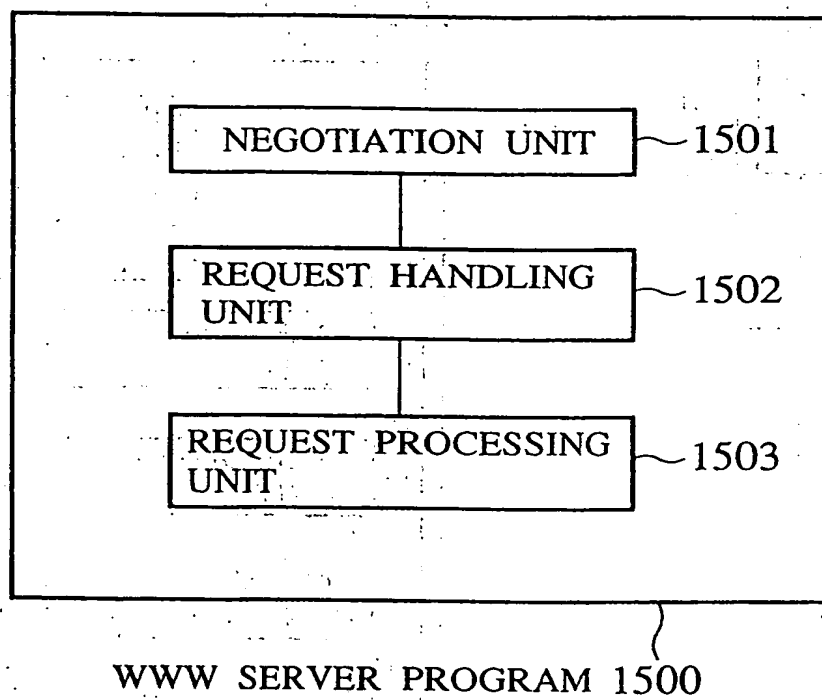 NEGOTIATION UNIT
1501
REQUEST HANDLING
UNIT
1502
REQUEST PROCESSING
UNIT
1503
WWW SERVER PROGRAM 1500